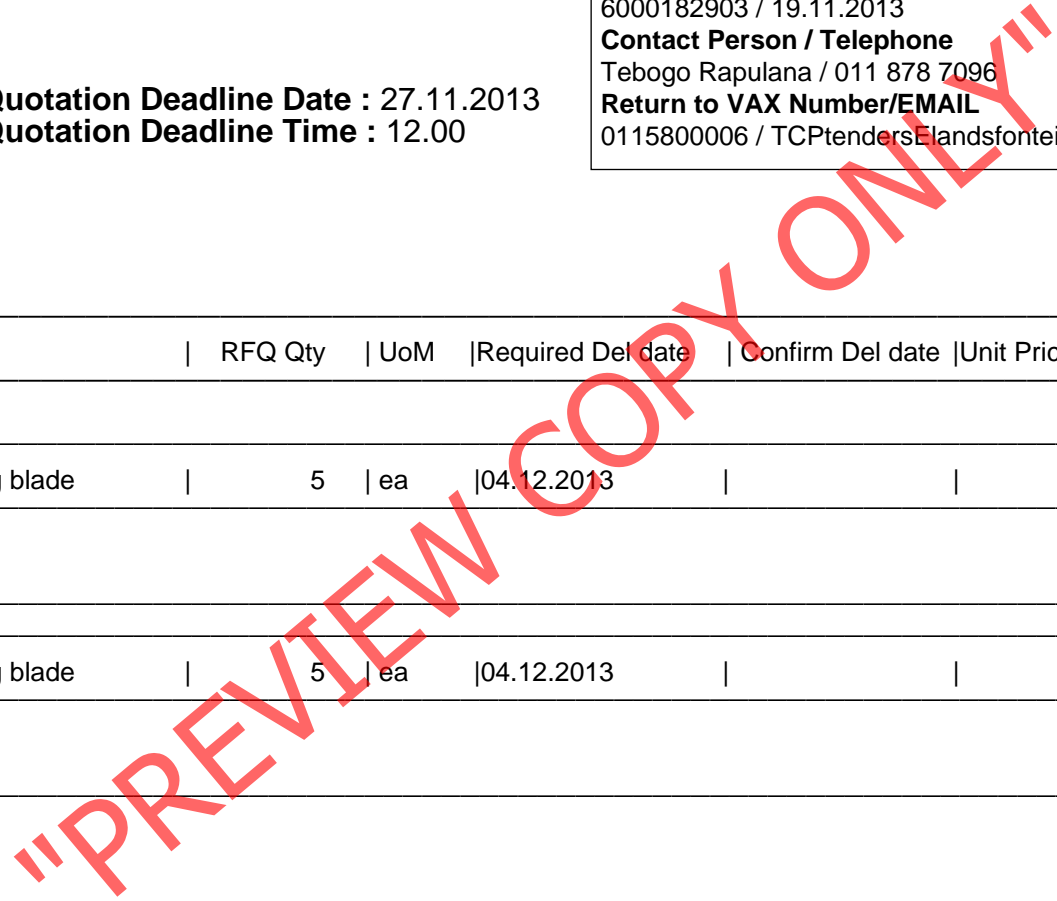 6000182903 / 19.11.2013
Contact Person / Telephone
Tebogo Rapulana / 011 878 7096
Quotation Deadline Date : 27.11.2013
Return to VAX Number/EMAIL
Quotation Deadline Time : 12.00
0115800006 / TCPtendersElandsfontei
| RFQ Qty | UoM |Required Del date | Confirm Del date |Unit Pric
g blade | 5 | ea |04.12.2013 | |
g blade | 5 | ea |04.12.2013 | |
"PREVIEW COPY ONLY"